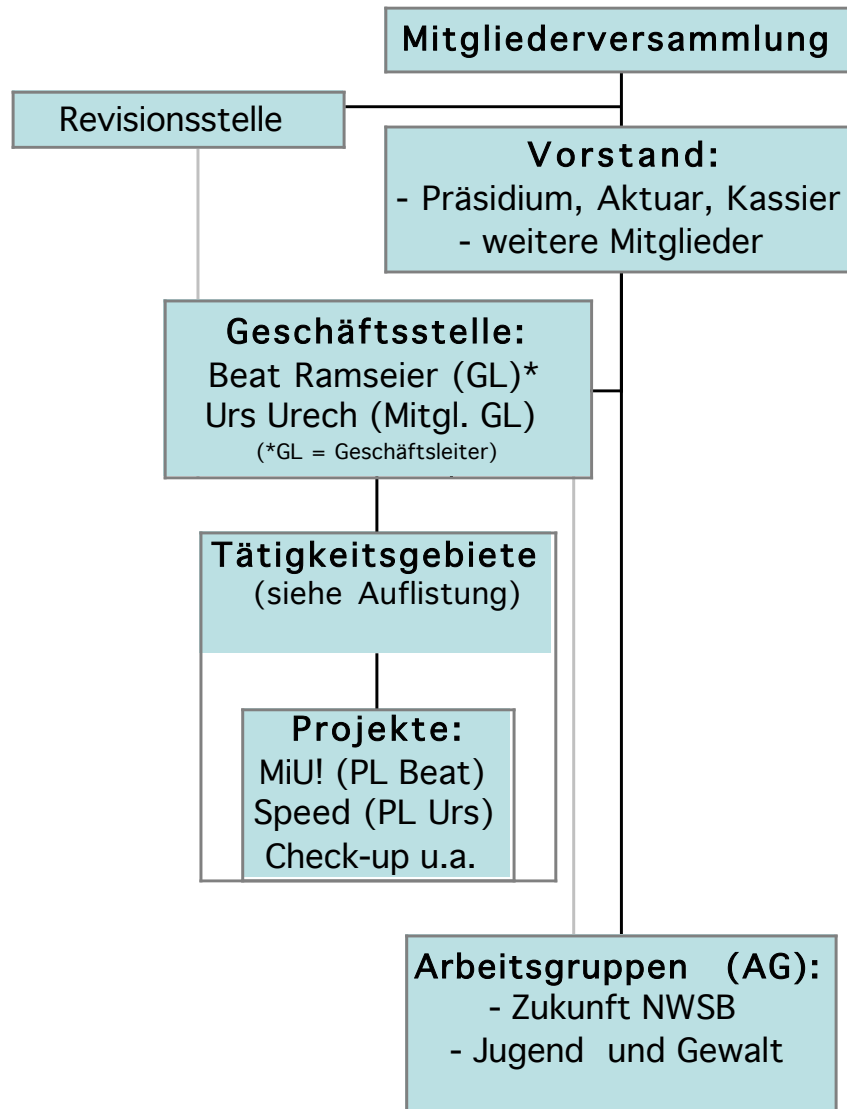 Mitgliederversammlung
Revisionsstelle
Vorstand:
- Präsidium, Aktuar, Kassier
- weitere Mitglieder
Geschäftsstelle:
Beat Ramseier (GL)*
Urs Urech (Mitgl. GL)
(*GL = Geschäftsleiter)
Tätigkeitsgebiete
(siehe Auflistung)
Projekte:
MiU! (PL Beat)
Speed (PL Urs)
Check-up u.a.
Arbeitsgruppen (AG):
- Zukunft NWSB
- Jugend und Gewalt